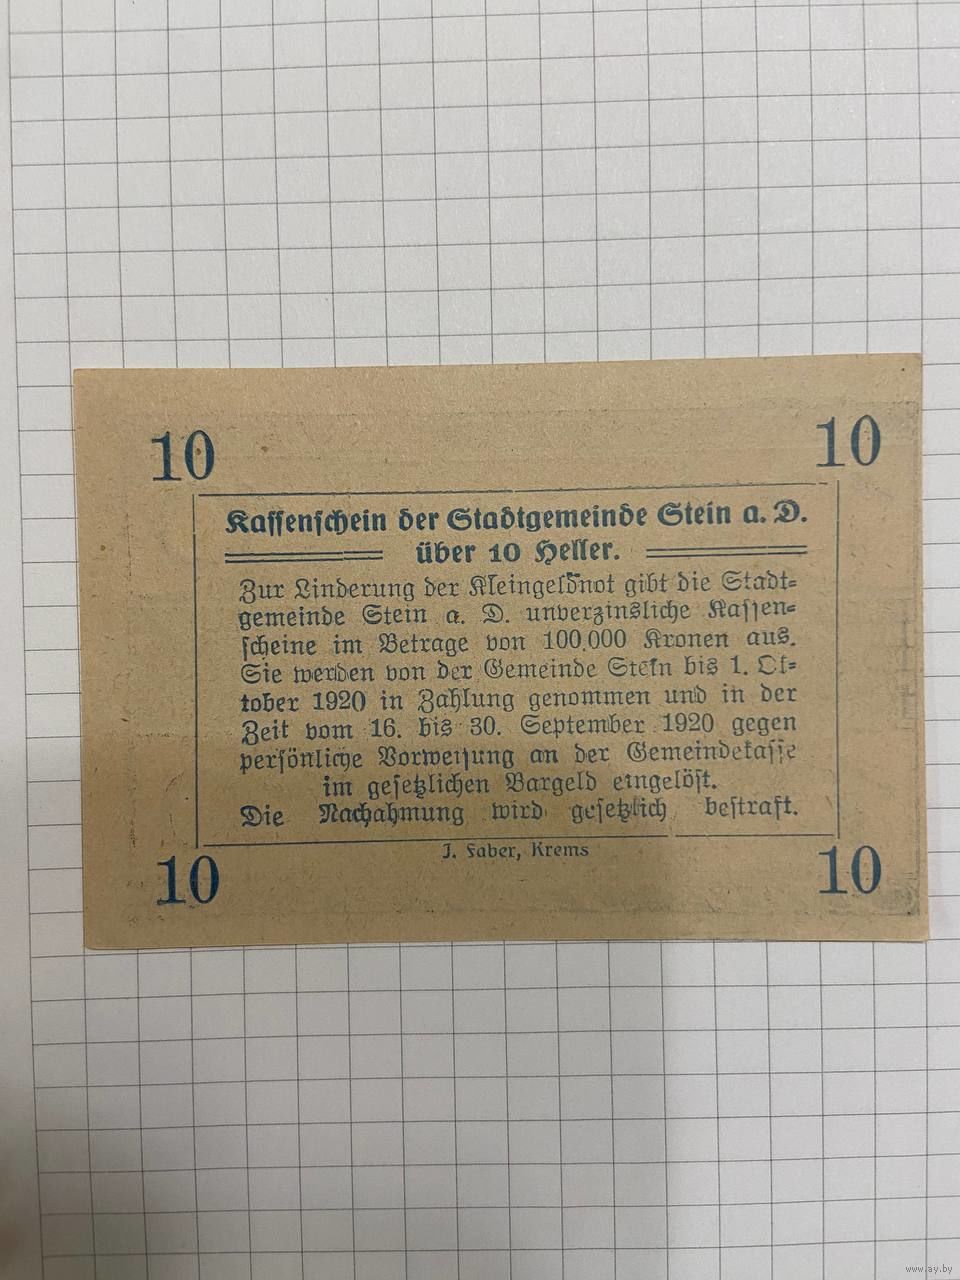 10 10
Kassenschein der Stadtgemeinde Stein a. D.
über 10 Heller.
Zur Linderung der Kleingeldnot gibt die Stadt=
gemeinde Stein a. D. unverzinsliche Kassen=
scheine im Betrage von 100.000 Kronen aus.
Sie werden von der Gemeinde Stein bis 1. Ok=
tober 1920 in Zahlung genommen und in der
Zeit vom 16. bis 30. September 1920 gegen
persönliche Vorweisung an der Gemeindekasse
im gesetzlichen Bargeld eingelöst.
Die Nachahmung wird gesetzlich bestraft.
J. Faber, Krems
10 10
www.ay.by